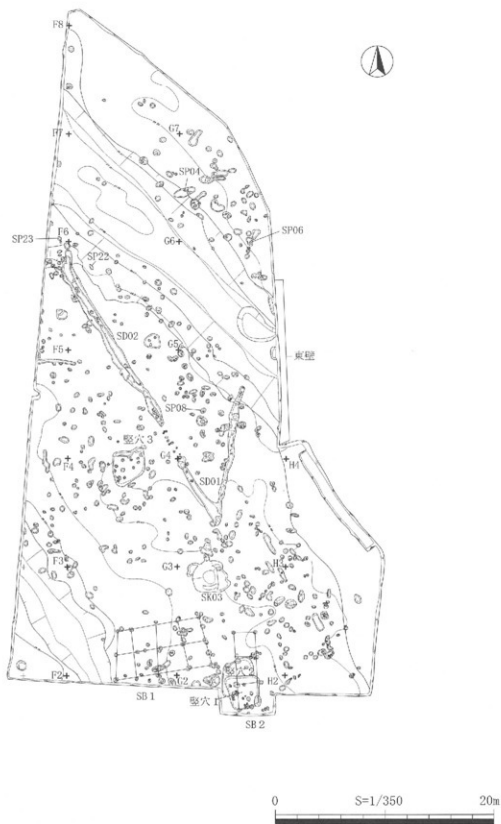 F8
F7
G7
SP04
SP23
F6
G6
SP06
SP22
SD02
F5
G5
東壁
SP08
竪穴3
F4
G4
H4
SD01
F3
G3
H3
SK03
F2
G2
H2
SB1
竪穴1
SB2
0
S=1/350
20m